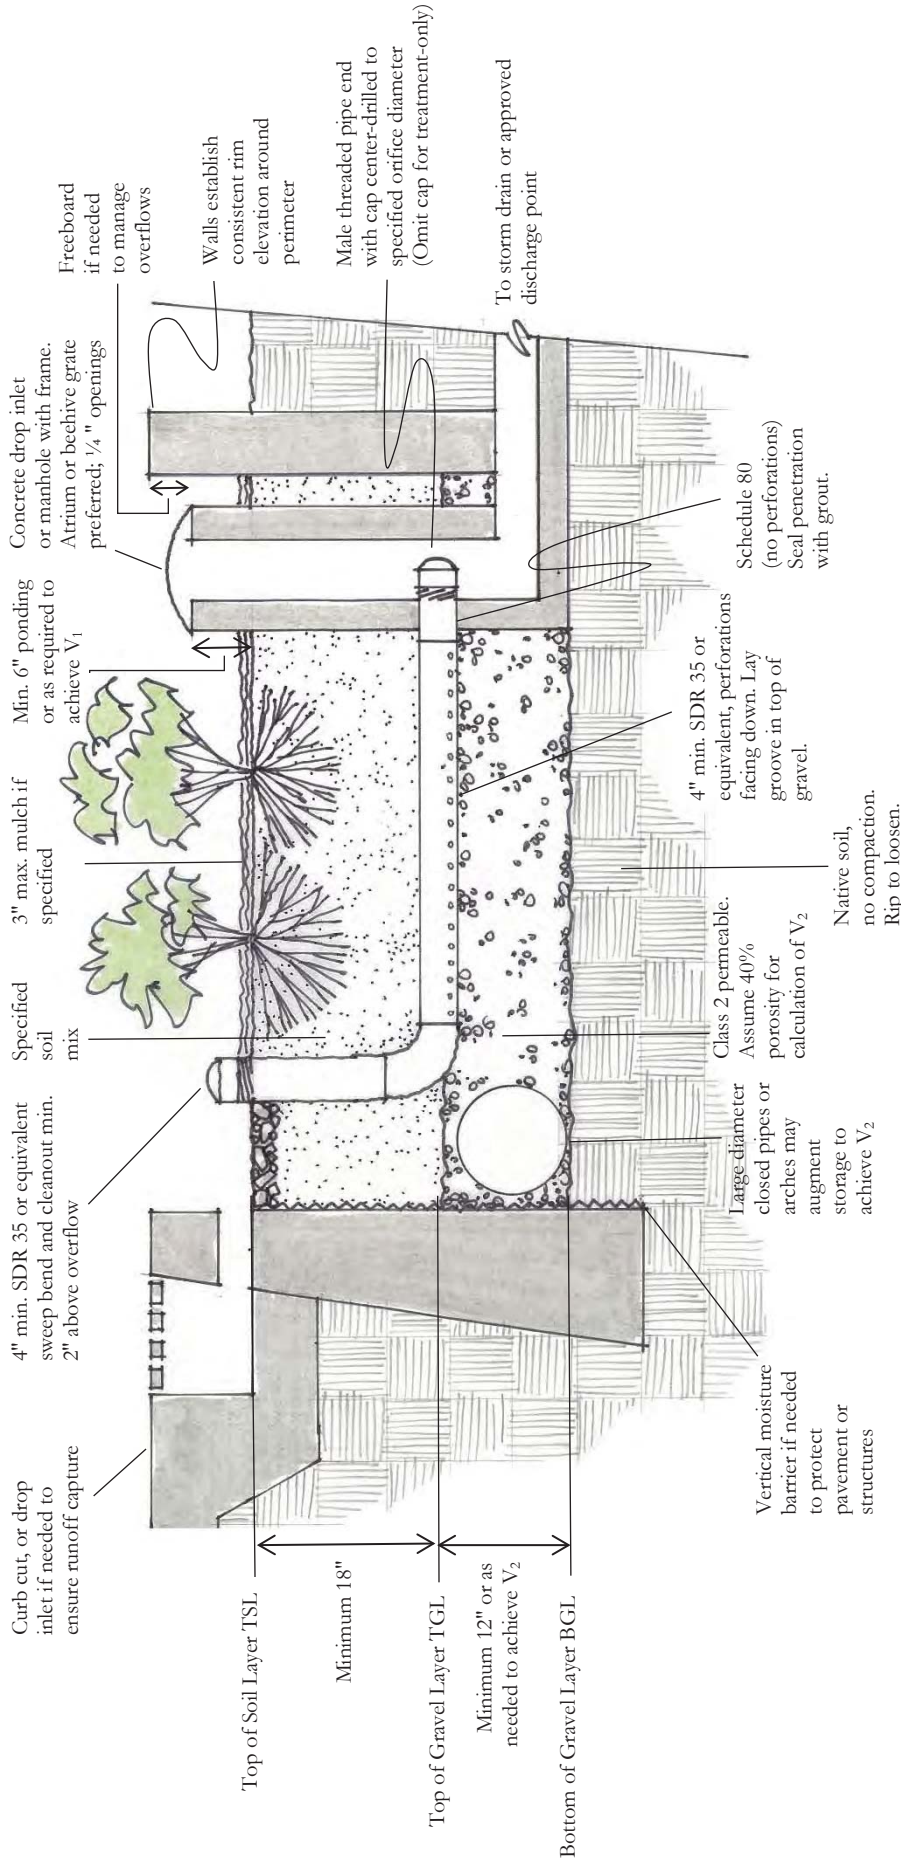 Curb cut, or drop
inlet if needed to
ensure runoff capture
4" min. SDR 35 or equivalent
sweep bend and cleanout min.
2" above overflow
Specified
soil
mix
3" max. mulch if
specified
Min. 6" ponding
or as required to
achieve V₁
Concrete drop inlet
or manhole with frame.
Atrium or beehive grate
preferred; ¼ " openings
Freeboard
if needed
to manage
overflows
Walls establish
consistent rim
elevation around
perimeter
Male threaded pipe end
with cap center-drilled to
specified orifice diameter
(Omit cap for treatment-only)
To storm drain or approved
discharge point
Top of Soil Layer TSL
Minimum 18"
Top of Gravel Layer TGL
Minimum 12" or as
needed to achieve V₂
Bottom of Gravel Layer BGL
Vertical moisture
barrier if needed
to protect
pavement or
structures
Large diameter
closed pipes or
arches may
augment
storage to
achieve V₂
Class 2 permeable.
Assume 40%
porosity for
calculation of V₂
Native soil,
no compaction.
Rip to loosen.
4" min. SDR 35 or
equivalent, perforations
facing down. Lay
groove in top of
gravel.
Schedule 80
(no perforations)
Seal penetration
with grout.